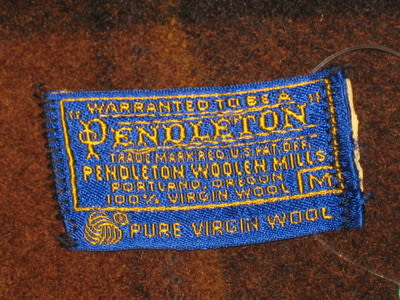 "WARRANTED TO BE A"
PENDLETON
TRADE MARK REG. U.S. PAT. OFF.
PENDLETON WOOLEN MILLS
PORTLAND, OREGON
100% VIRGIN WOOL M
PURE VIRGIN WOOL